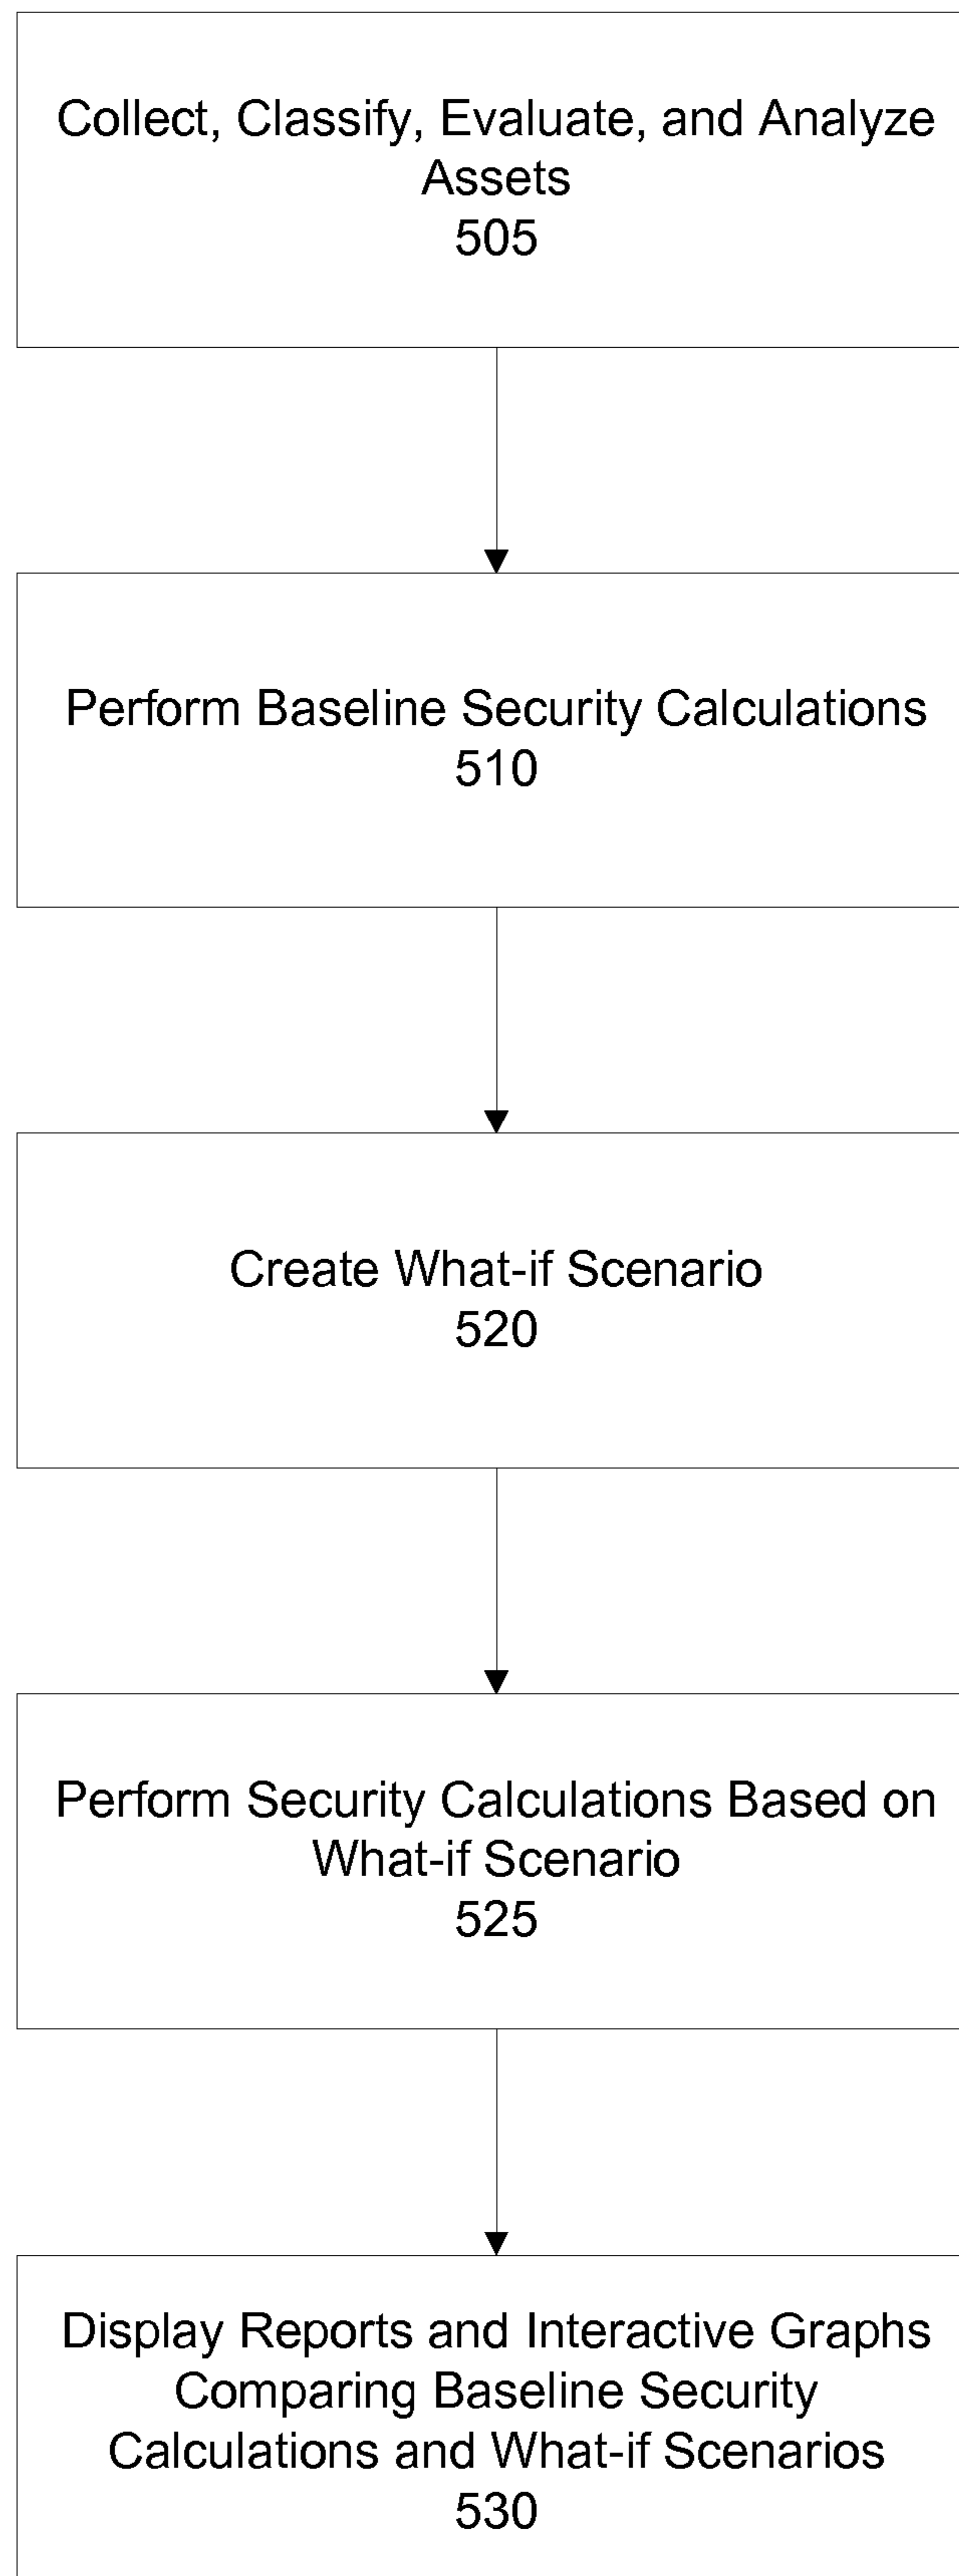 Collect, Classify, Evaluate, and Analyze
Assets
505
Perform Baseline Security Calculations
510
Create What-if Scenario
520
Perform Security Calculations Based on
What-if Scenario
525
Display Reports and Interactive Graphs
Comparing Baseline Security
Calculations and What-if Scenarios
530